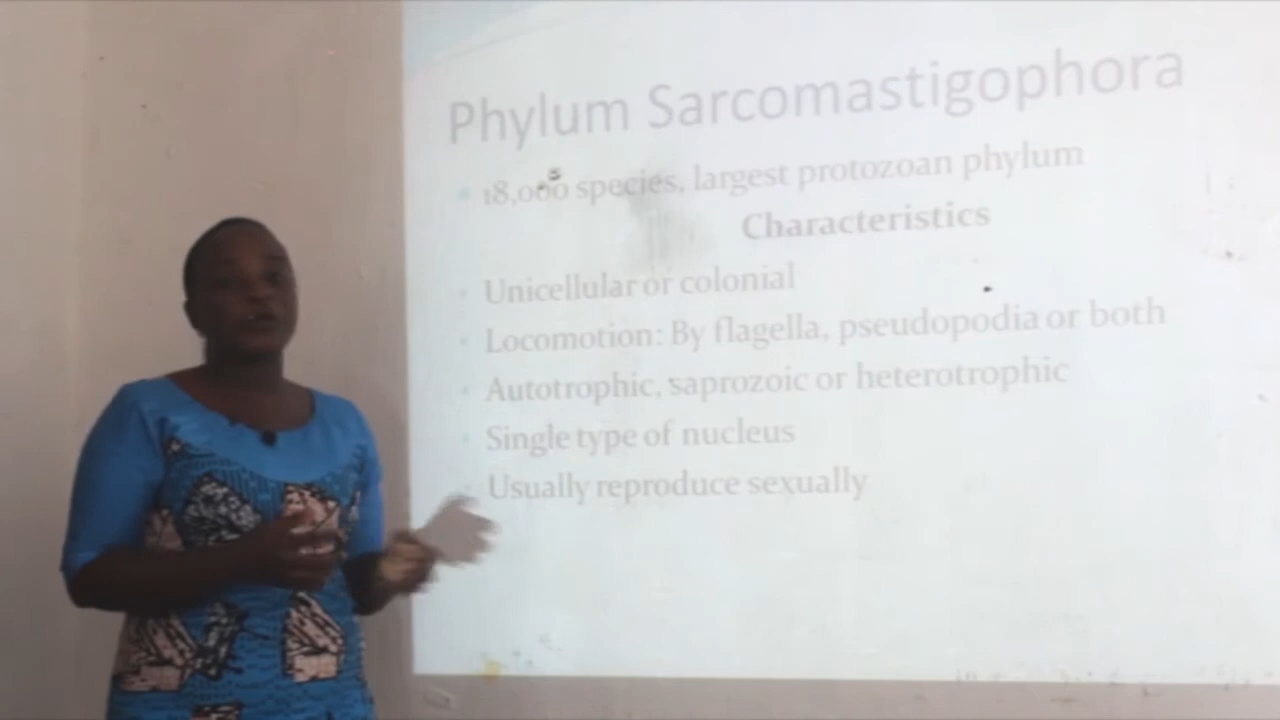 Phylum Sarcomastigophora
• 18,000 species, largest protozoan phylum
Characteristics
• Unicellular or colonial
• Locomotion: By flagella, pseudopodia or both
• Autotrophic, saprozoic or heterotrophic
• Single type of nucleus
• Usually reproduce sexually